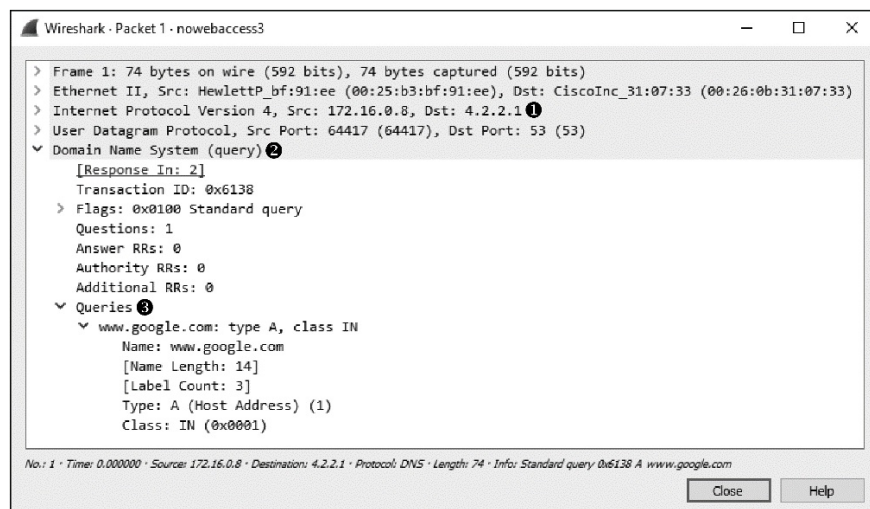 Wireshark · Packet 1 · nowebaccess3
> Frame 1: 74 bytes on wire (592 bits), 74 bytes captured (592 bits)
> Ethernet II, Src: HewlettP_bf:91:ee (00:25:b3:bf:91:ee), Dst: CiscoInc_31:07:33 (00:26:0b:31:07:33)
> Internet Protocol Version 4, Src: 172.16.0.8, Dst: 4.2.2.1 ❶
> User Datagram Protocol, Src Port: 64417 (64417), Dst Port: 53 (53)
Domain Name System (query) ❷
[Response In: 2]
Transaction ID: 0x6138
> Flags: 0x0100 Standard query
Questions: 1
Answer RRs: 0
Authority RRs: 0
Additional RRs: 0
Queries ❸
www.google.com: type A, class IN
Name: www.google.com
[Name Length: 14]
[Label Count: 3]
Type: A (Host Address) (1)
Class: IN (0x0001)
No.: 1 · Time: 0.000000 · Source: 172.16.0.8 · Destination: 4.2.2.1 · Protocol: DNS · Length: 74 · Info: Standard query 0x6138 A www.google.com
Close Help